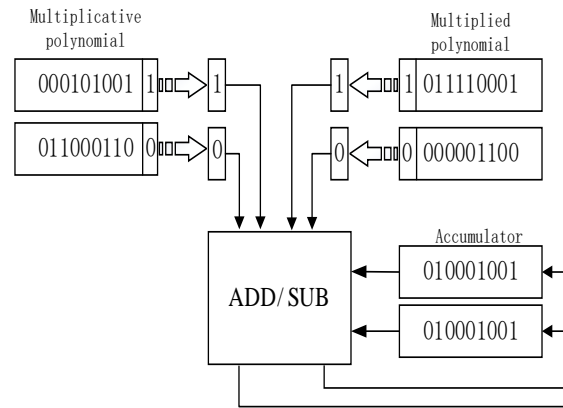 Multiplicative
polynomial
Multiplied
polynomial
000101001 1 1 1 1 011110001
011000110 0 0 0 0 000001100
Accumulator
ADD/SUB
010001001
010001001